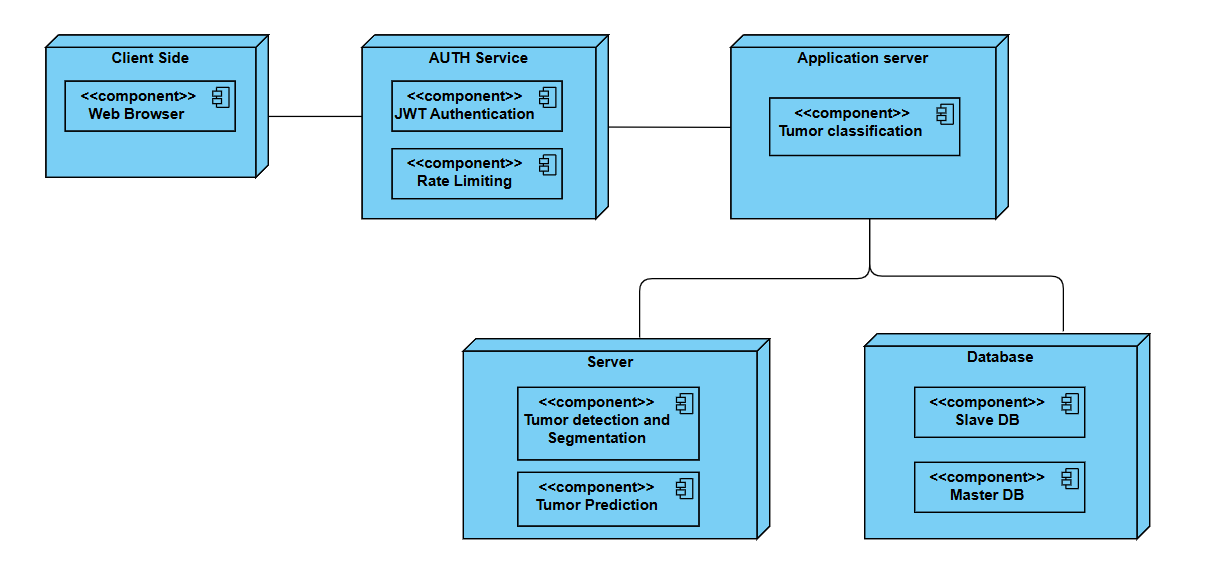 Client Side
<<component>>
Web Browser
AUTH Service
<<component>>
JWT Authentication
<<component>>
Rate Limiting
Application server
<<component>>
Tumor classification
Server
<<component>>
Tumor detection and
Segmentation
<<component>>
Tumor Prediction
Database
<<component>>
Slave DB
<<component>>
Master DB